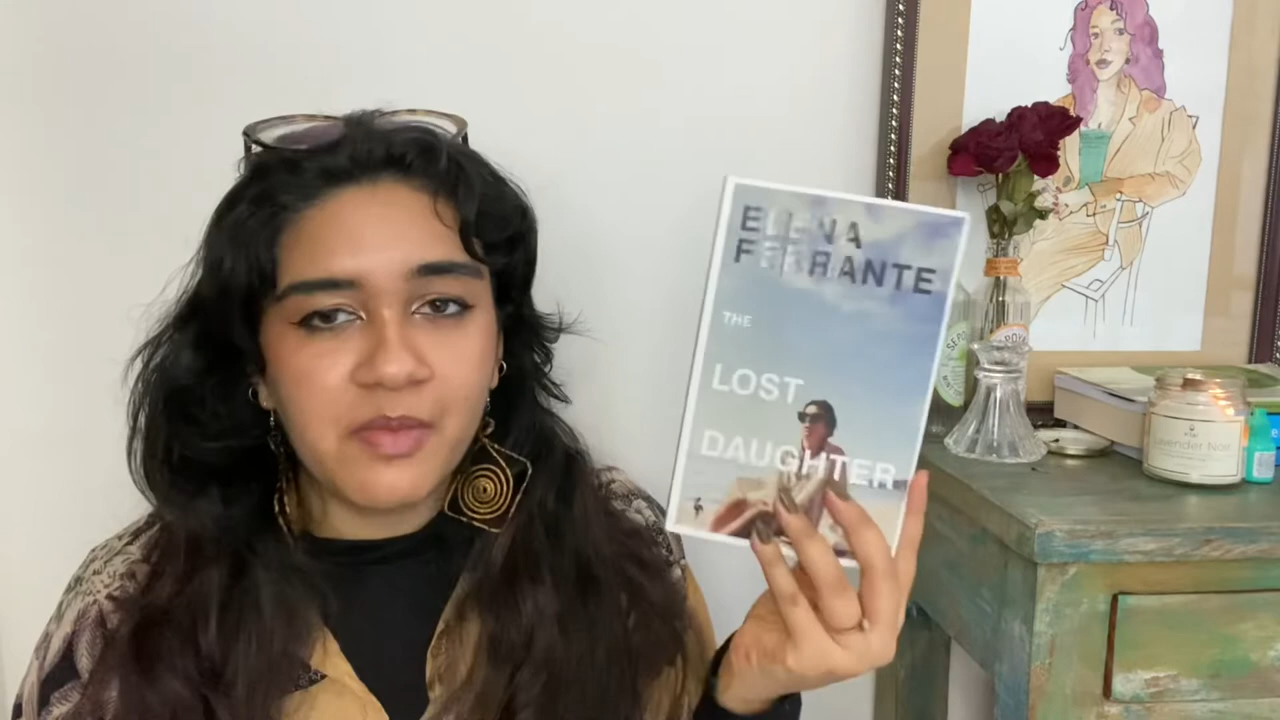 ELENA
FERRANTE
THE
LOST
DAUGHTER
Lavender Noir